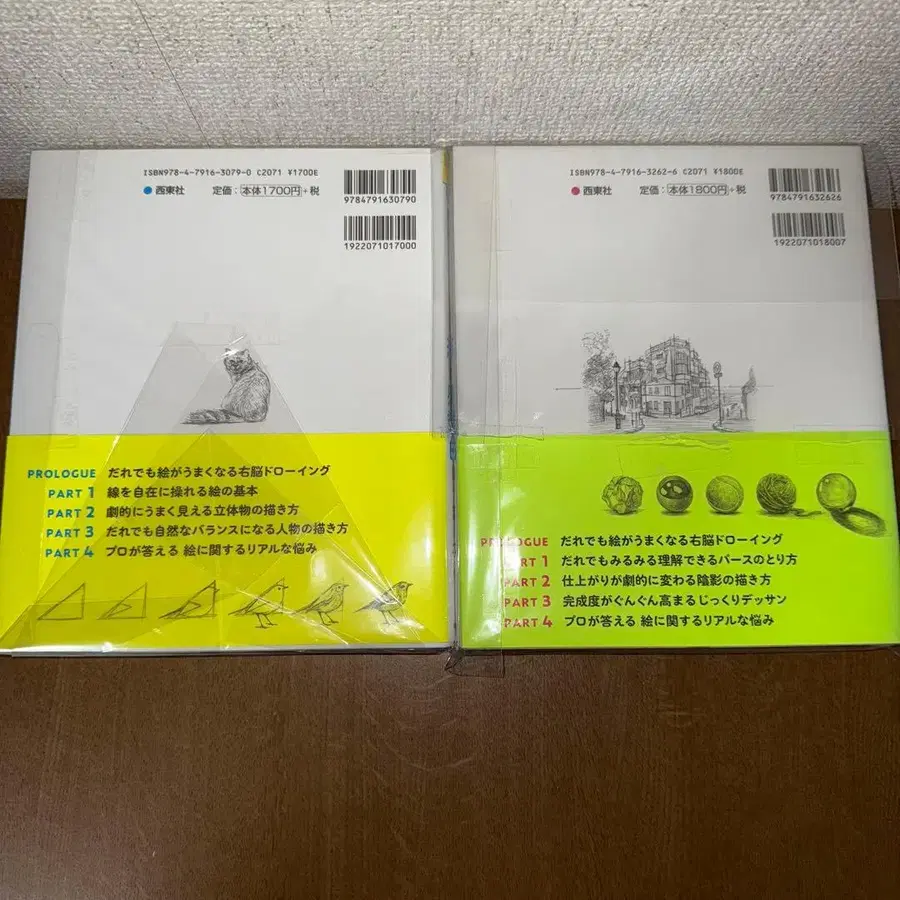 ISBN978-4-7916-3079-0 C2071 ¥1700E
西東社 定価:本体1700円+税
9784791630790
1922071017000
PROLOGUE だれでも絵がうまくなる右脳ドローイング
PART 1 線を自在に操れる絵の基本
PART 2 劇的にうまく見える立体物の描き方
PART 3 だれでも自然なバランスになる人物の描き方
PART 4 プロが答える 絵に関するリアルな悩み
ISBN978-4-7916-3262-6 C2071 ¥1800E
西東社 定価:本体1800円+税
9784791632626
1922071018007
PROLOGUE だれでも絵がうまくなる右脳ドローイング
PART 1 だれでもみるみる理解できるパースのとり方
PART 2 仕上がりが劇的に変わる陰影の描き方
PART 3 完成度がぐんぐん高まるじっくりデッサン
PART 4 プロが答える 絵に関するリアルな悩み